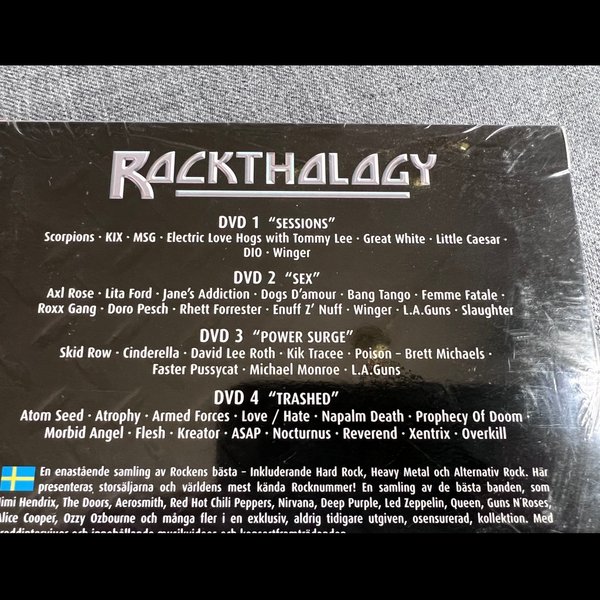 ROCKTHOLOGY
DVD 1 "SESSIONS"
Scorpions · KIX · MSG · Electric Love Hogs with Tommy Lee · Great White · Little Caesar ·
DIO · Winger
DVD 2 "SEX"
Axl Rose · Lita Ford · Jane's Addiction · Dogs D'amour · Bang Tango · Femme Fatale ·
Roxx Gang · Doro Pesch · Rhett Forrester · Enuff Z' Nuff · Winger · L.A.Guns · Slaughter
DVD 3 "POWER SURGE"
Skid Row · Cinderella · David Lee Roth · Kik Tracee · Poison – Brett Michaels ·
Faster Pussycat · Michael Monroe · L.A.Guns
DVD 4 "TRASHED"
Atom Seed · Atrophy · Armed Forces · Love / Hate · Napalm Death · Prophecy Of Doom ·
Morbid Angel · Flesh · Kreator · ASAP · Nocturnus · Reverend · Xentrix · Overkill
En enastående samling av Rockens bästa – Inkluderande Hard Rock, Heavy Metal och Alternativ Rock. Här
presenteras storsäljarna och världens mest kända Rocknummer! En samling av de bästa banden, som
Jimi Hendrix, The Doors, Aerosmith, Red Hot Chili Peppers, Nirvana, Deep Purple, Led Zeppelin, Queen, Guns N'Roses,
Alice Cooper, Ozzy Ozbourne och många fler i en exklusiv, aldrig tidigare utgiven, osensurerad, kollektion. Med
och innehållande musikvideos och